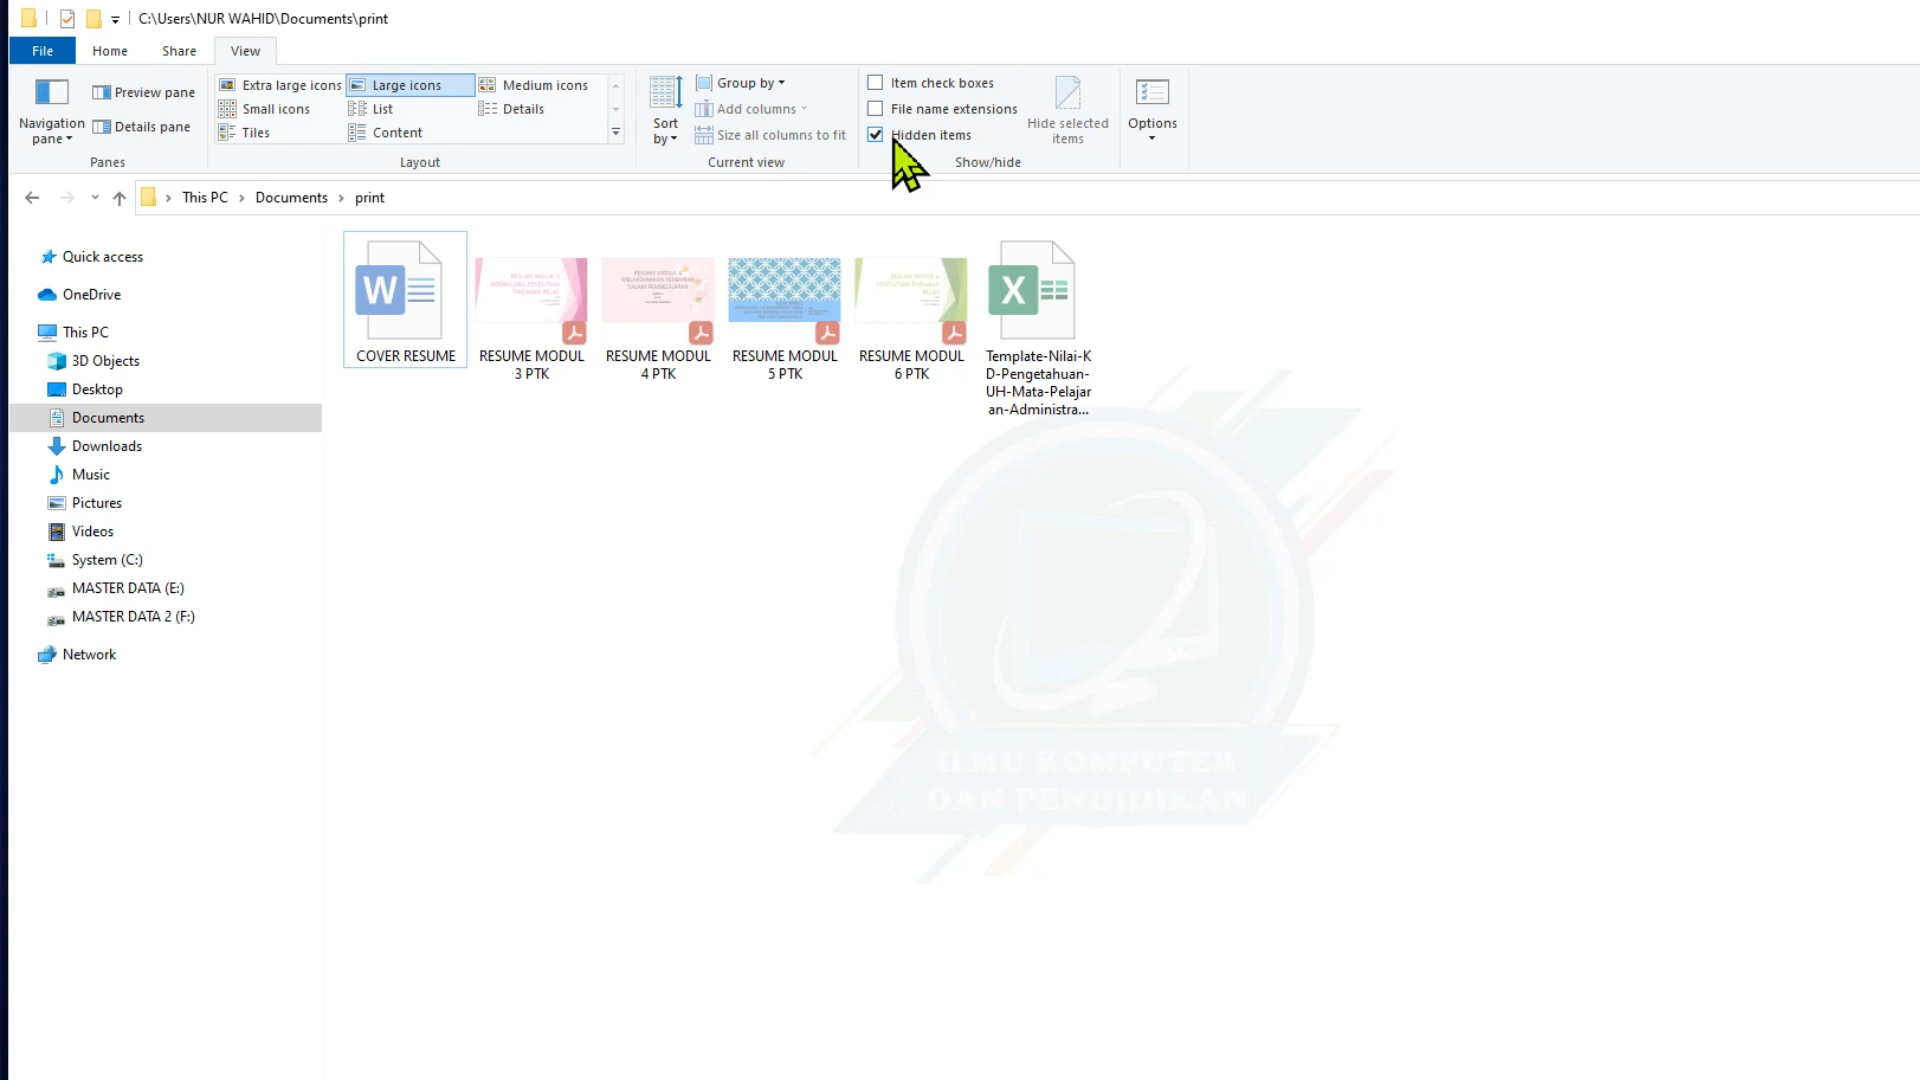 C:\Users\NUR WAHID\Documents\print
File Home Share View
Navigation pane
Preview pane
Details pane
Panes
Extra large icons Large icons Medium icons
Small icons List Details
Tiles Content
Layout
Sort by
Group by
Add columns
Size all columns to fit
Current view
Item check boxes
File name extensions
Hidden items
Hide selected items
Show/hide
Options
This PC > Documents > print
Quick access
OneDrive
This PC
3D Objects
Desktop
Documents
Downloads
Music
Pictures
Videos
System (C:)
MASTER DATA (E:)
MASTER DATA 2 (F:)
Network
COVER RESUME
RESUME MODUL
3 PTK
RESUME MODUL
4 PTK
RESUME MODUL
5 PTK
RESUME MODUL
6 PTK
Template-Nilai-K
D-Pengetahuan-
UH-Mata-Pelajar
an-Administra...
ILMU KOMPUTER
DAN PENDIDIKAN